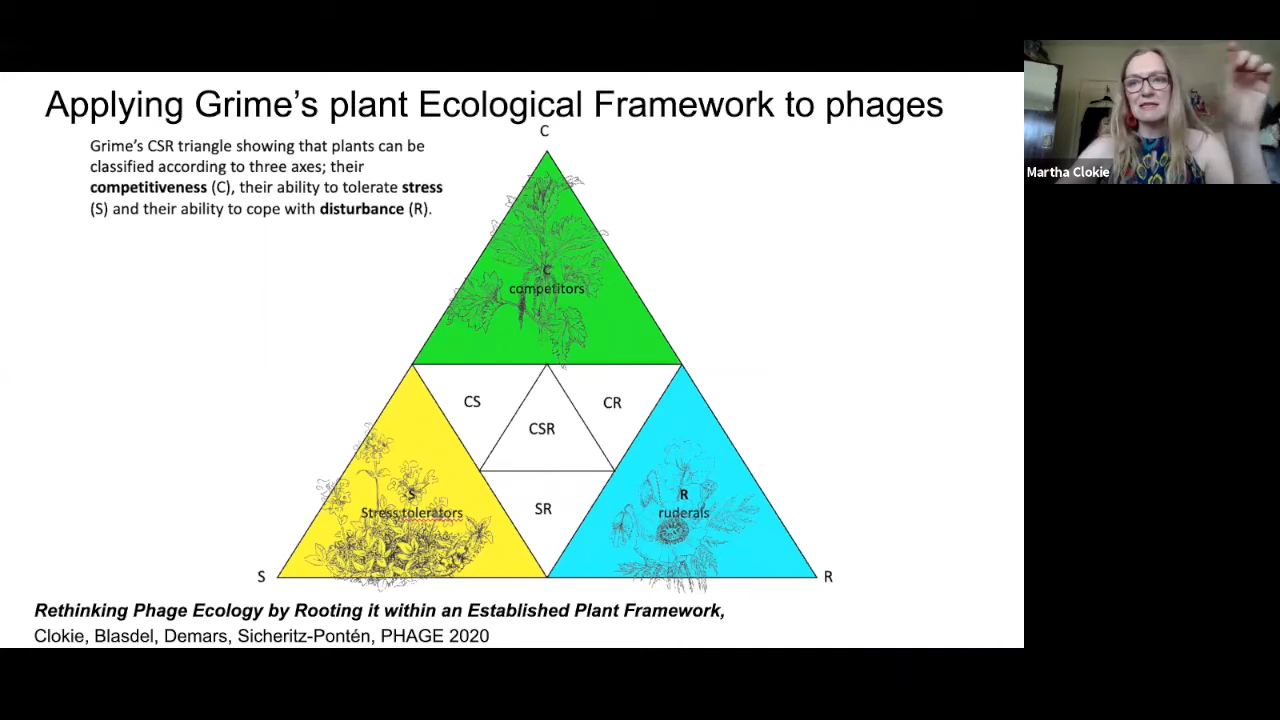 Applying Grime’s plant Ecological Framework to phages
Grime’s CSR triangle showing that plants can be
classified according to three axes; their
competitiveness (C), their ability to tolerate stress
(S) and their ability to cope with disturbance (R).
C
C
competitors
CS
CR
CSR
S
Stress tolerators
SR
R
ruderals
S
R
Rethinking Phage Ecology by Rooting it within an Established Plant Framework,
Clokie, Blasdel, Demars, Sicheritz-Pontén, PHAGE 2020
Martha Clokie